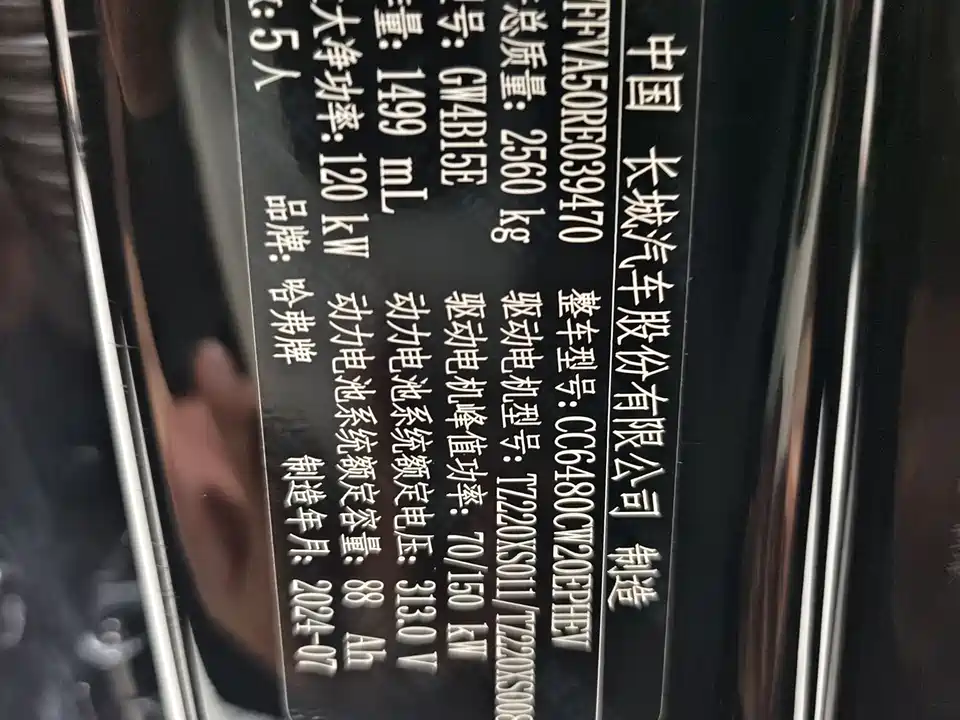 中国 长城汽车股份有限公司 制造
FFVA50RE039470 整车型号: CC6480CW20EPHEV
总质量: 2560 kg 驱动电机型号: TZ220XS011/TZ220XS008
号: GW4B15E 驱动电机峰值功率: 70/150 kW
量: 1499 mL 动力电池系统额定电压: 313.0 V
大净功率: 120 kW 动力电池系统额定容量: 88 Ah
: 5人 品牌: 哈弗牌 制造年月: 2024-07